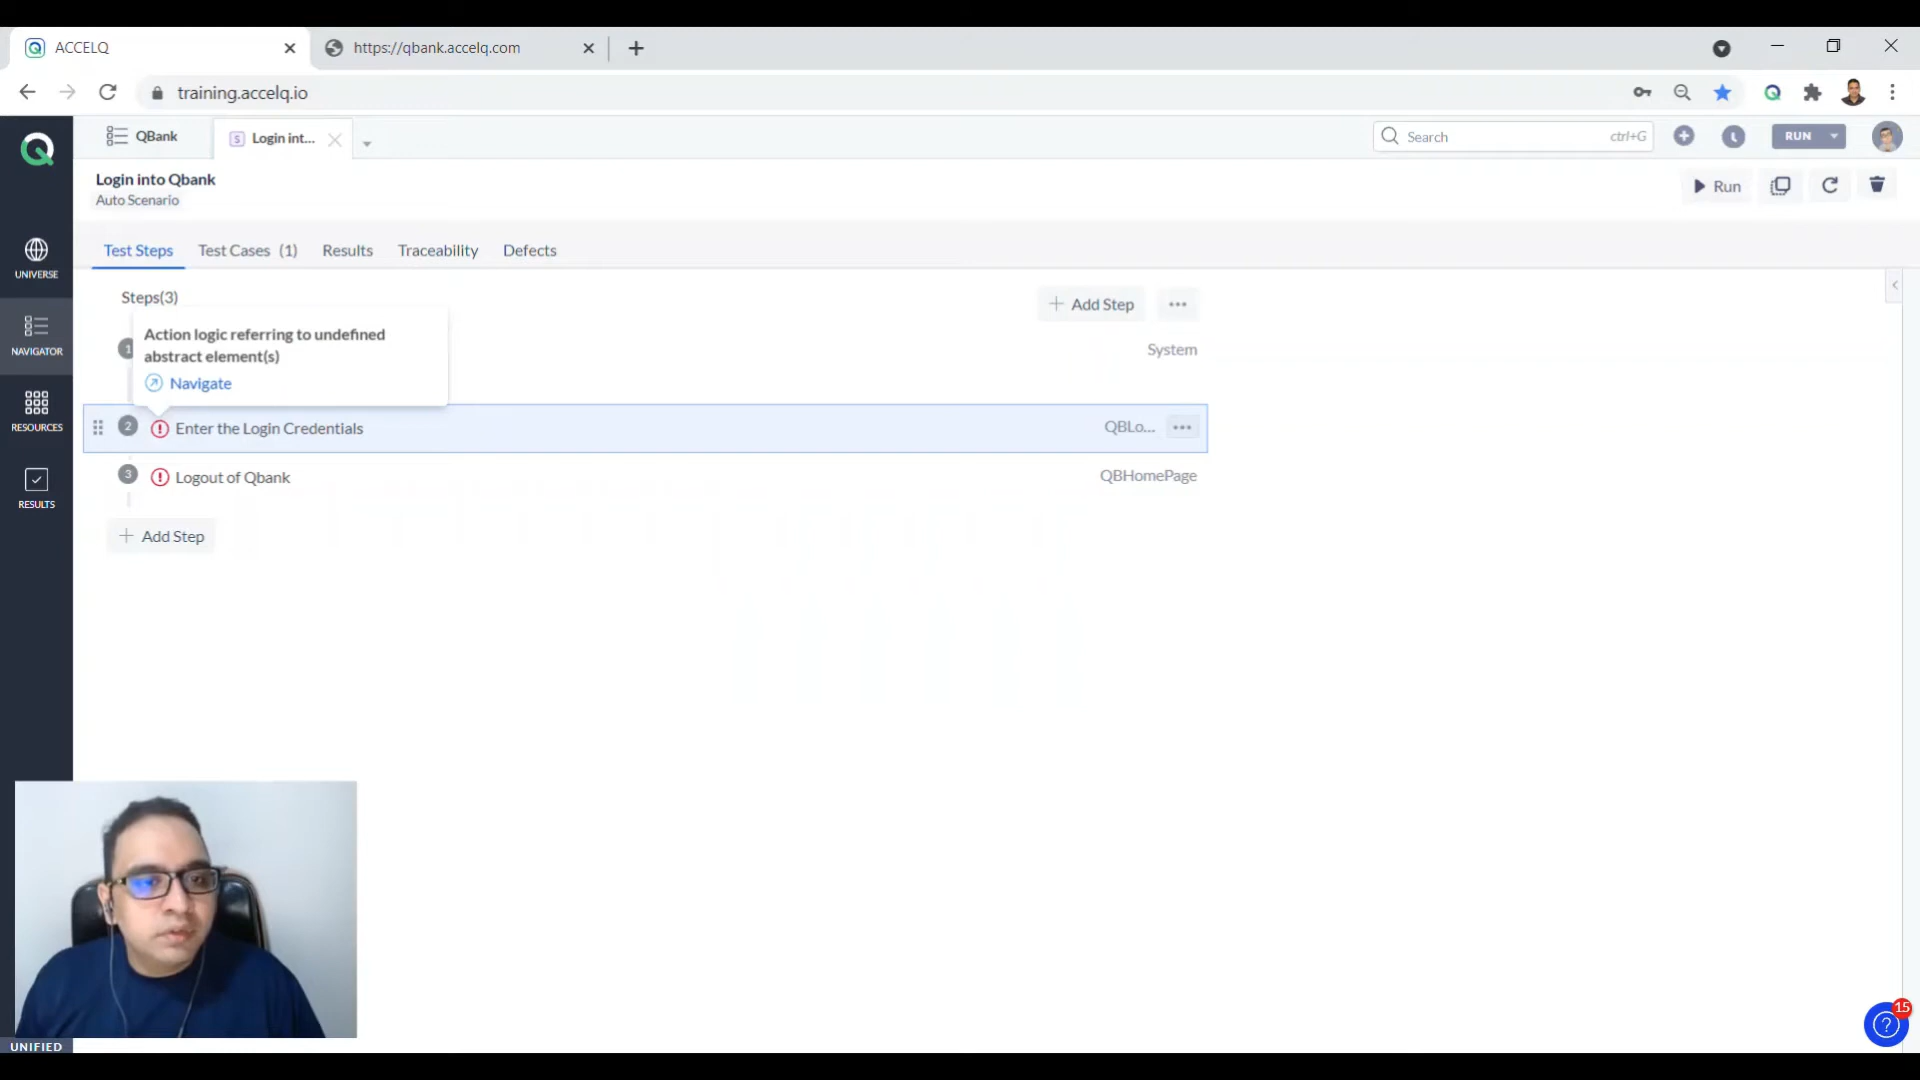 ACCELQ
https://qbank.accelq.com
training.accelq.io
QBank
Login int...
Search
ctrl+G
RUN
Login into Qbank
Auto Scenario
Run
Test Steps
Test Cases (1)
Results
Traceability
Defects
UNIVERSE
NAVIGATOR
RESOURCES
RESULTS
Steps(3)
+ Add Step
1
Action logic referring to undefined
abstract element(s)
Navigate
System
2 Enter the Login Credentials
QBLo...
3 Logout of Qbank
QBHomePage
+ Add Step
15
UNIFIED